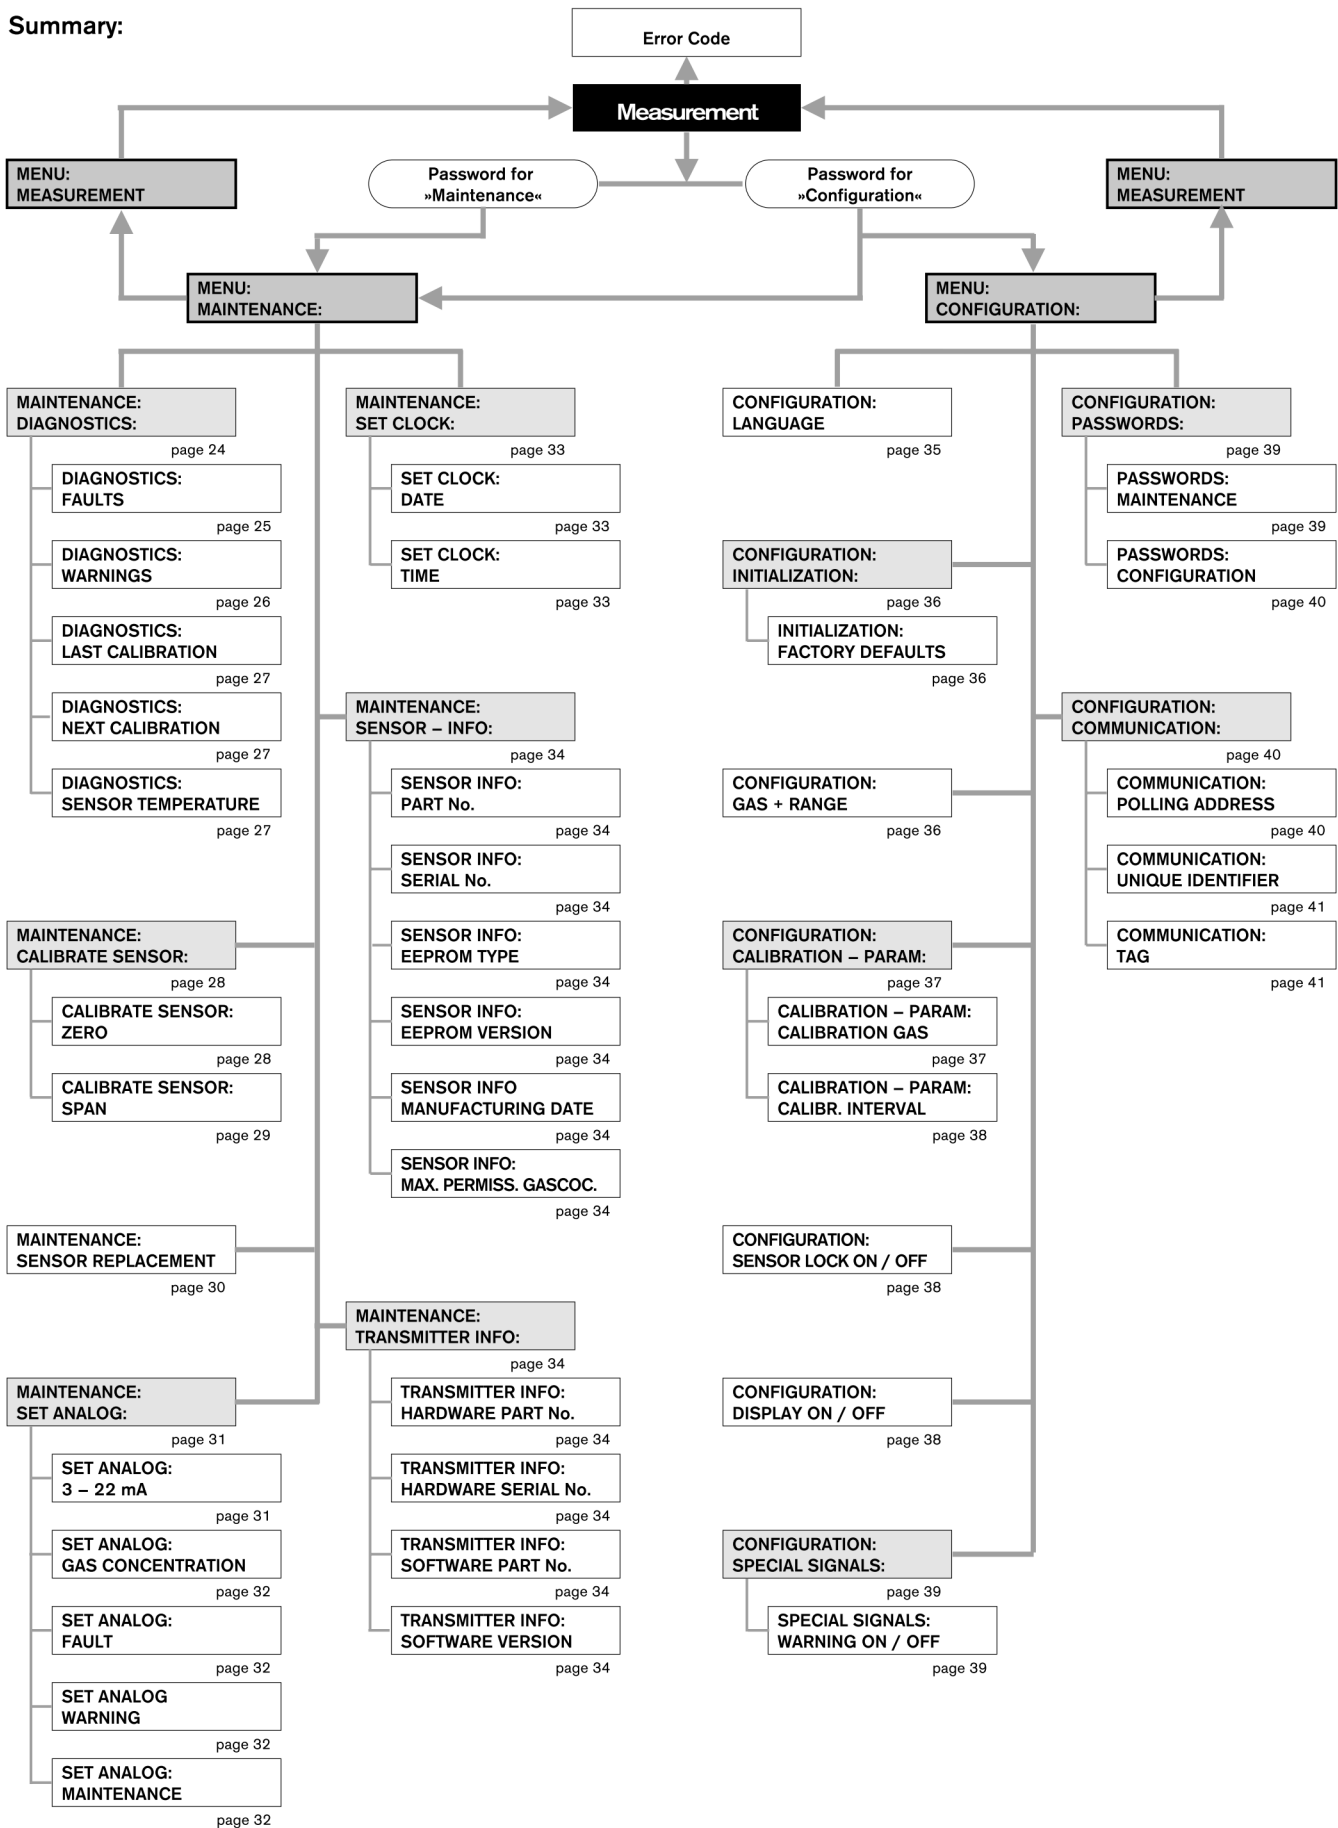 Summary:
Error Code
Measurement
MENU:
MEASUREMENT
Password for
»Maintenance«
Password for
»Configuration«
MENU:
MEASUREMENT
MENU:
MAINTENANCE:
MENU:
CONFIGURATION:
MAINTENANCE:
DIAGNOSTICS:
page 24
DIAGNOSTICS:
FAULTS
page 25
DIAGNOSTICS:
WARNINGS
page 26
DIAGNOSTICS:
LAST CALIBRATION
page 27
DIAGNOSTICS:
NEXT CALIBRATION
page 27
DIAGNOSTICS:
SENSOR TEMPERATURE
page 27
MAINTENANCE:
CALIBRATE SENSOR:
page 28
CALIBRATE SENSOR:
ZERO
page 28
CALIBRATE SENSOR:
SPAN
page 29
MAINTENANCE:
SENSOR REPLACEMENT
page 30
MAINTENANCE:
SET ANALOG:
page 31
SET ANALOG:
3 – 22 mA
page 31
SET ANALOG:
GAS CONCENTRATION
page 32
SET ANALOG:
FAULT
page 32
SET ANALOG
WARNING
page 32
SET ANALOG:
MAINTENANCE
page 32
MAINTENANCE:
SET CLOCK:
page 33
SET CLOCK:
DATE
page 33
SET CLOCK:
TIME
page 33
MAINTENANCE:
SENSOR – INFO:
page 34
SENSOR INFO:
PART No.
page 34
SENSOR INFO:
SERIAL No.
page 34
SENSOR INFO:
EEPROM TYPE
page 34
SENSOR INFO:
EEPROM VERSION
page 34
SENSOR INFO
MANUFACTURING DATE
page 34
SENSOR INFO:
MAX. PERMISS. GASCOC.
page 34
MAINTENANCE:
TRANSMITTER INFO:
page 34
TRANSMITTER INFO:
HARDWARE PART No.
page 34
TRANSMITTER INFO:
HARDWARE SERIAL No.
page 34
TRANSMITTER INFO:
SOFTWARE PART No.
page 34
TRANSMITTER INFO:
SOFTWARE VERSION
page 34
CONFIGURATION:
LANGUAGE
page 35
CONFIGURATION:
INITIALIZATION:
page 36
INITIALIZATION:
FACTORY DEFAULTS
page 36
CONFIGURATION:
GAS + RANGE
page 36
CONFIGURATION:
CALIBRATION – PARAM:
page 37
CALIBRATION – PARAM:
CALIBRATION GAS
page 37
CALIBRATION – PARAM:
CALIBR. INTERVAL
page 38
CONFIGURATION:
SENSOR LOCK ON / OFF
page 38
CONFIGURATION:
DISPLAY ON / OFF
page 38
CONFIGURATION:
SPECIAL SIGNALS:
page 39
SPECIAL SIGNALS:
WARNING ON / OFF
page 39
CONFIGURATION:
PASSWORDS:
page 39
PASSWORDS:
MAINTENANCE
page 39
PASSWORDS:
CONFIGURATION
page 40
CONFIGURATION:
COMMUNICATION:
page 40
COMMUNICATION:
POLLING ADDRESS
page 40
COMMUNICATION:
UNIQUE IDENTIFIER
page 41
COMMUNICATION:
TAG
page 41